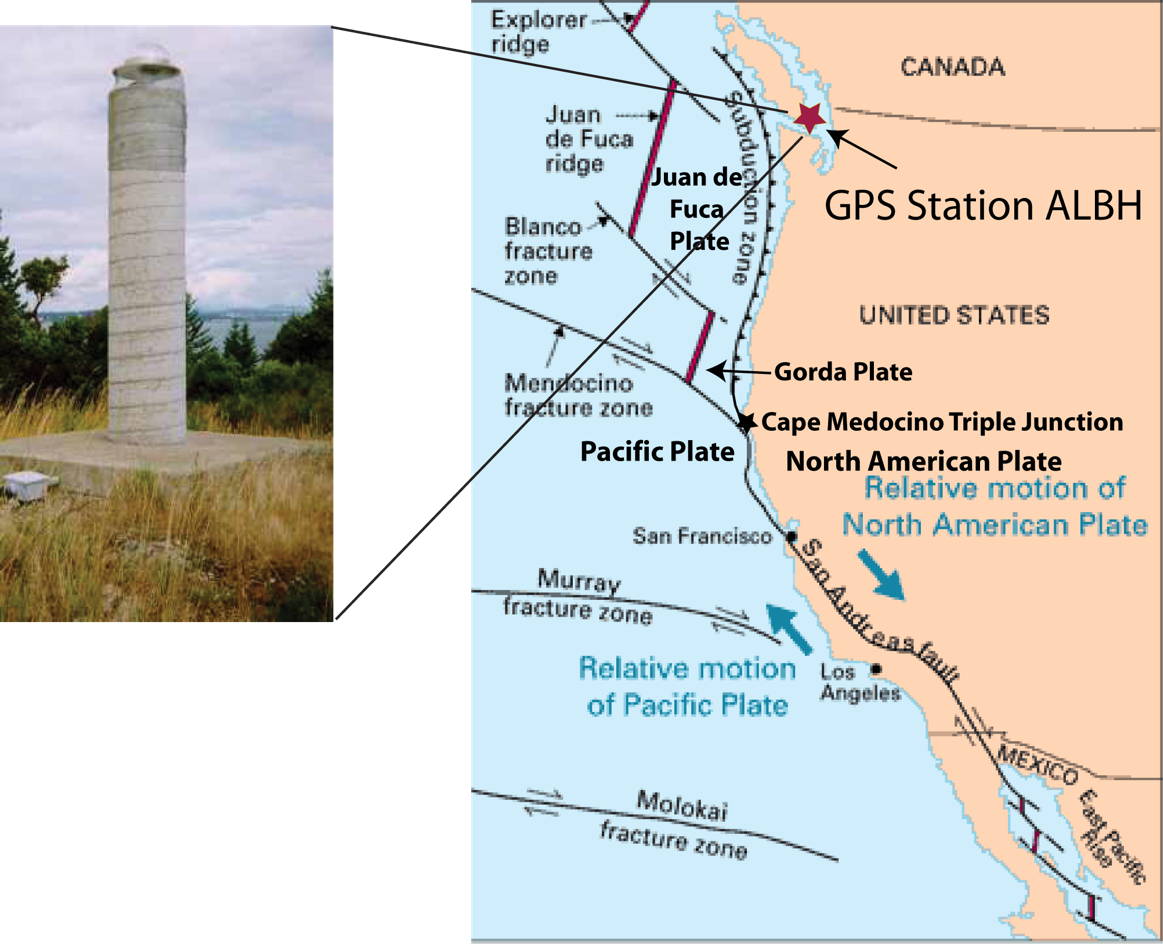 Explorer
ridge
CANADA
Juan
de Fuca
ridge
Subduction zone
Juan de
Fuca
Plate
GPS Station ALBH
Blanco
fracture
zone
UNITED STATES
Mendocino
fracture zone
Gorda Plate
Cape Medocino Triple Junction
Pacific Plate
North American Plate
Relative motion of
North American Plate
San Francisco
San Andreas fault
Murray
fracture zone
Relative motion
of Pacific Plate
Los
Angeles
MEXICO
East Pacific
Rise
Molokai
fracture zone